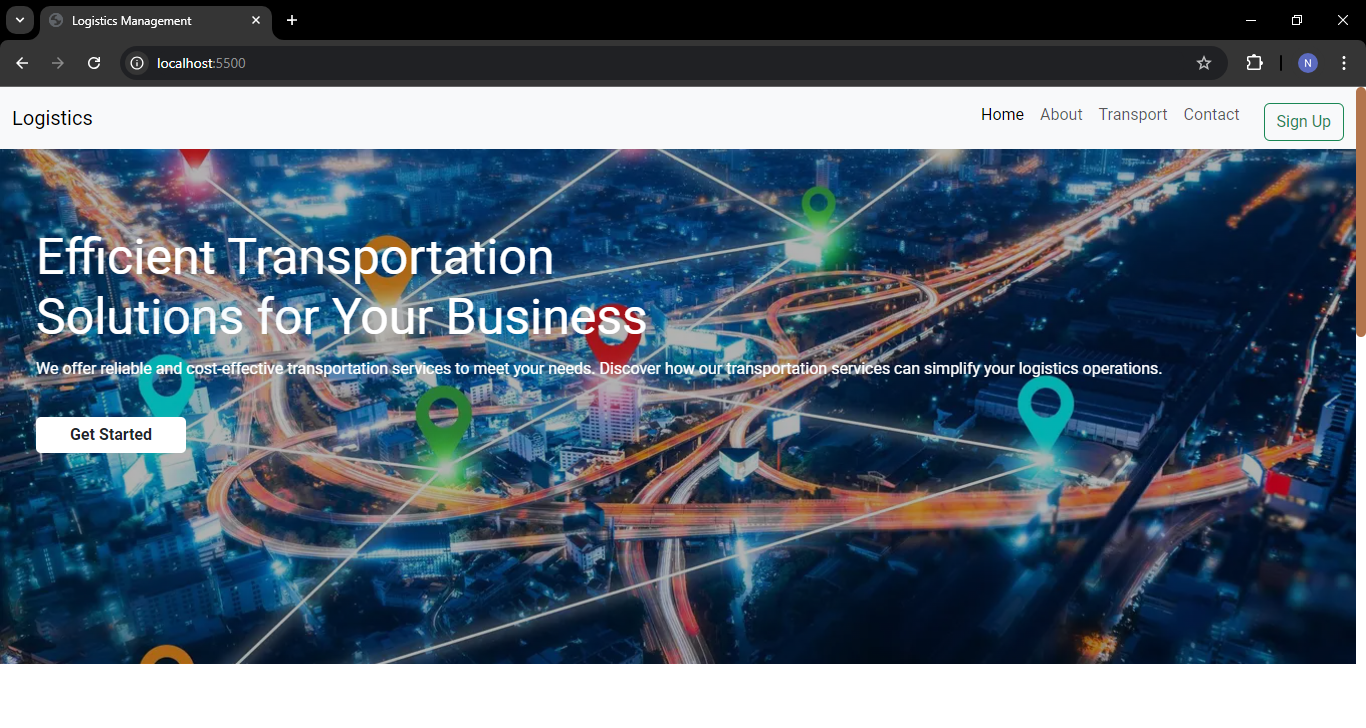 Logistics Management
localhost:5500
N
Logistics
Home About Transport Contact Sign Up
Efficient Transportation
Solutions for Your Business
We offer reliable and cost-effective transportation services to meet your needs. Discover how our transportation services can simplify your logistics operations.
Get Started